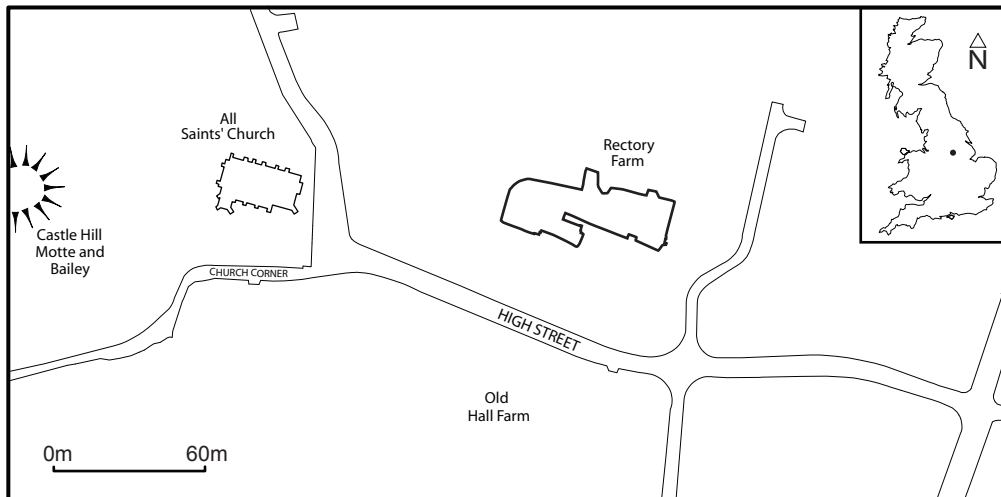 N
All
Saints' Church
Rectory
Farm
Castle Hill
Motte and
Bailey
CHURCH CORNER
HIGH STREET
Old
Hall Farm
0m
60m